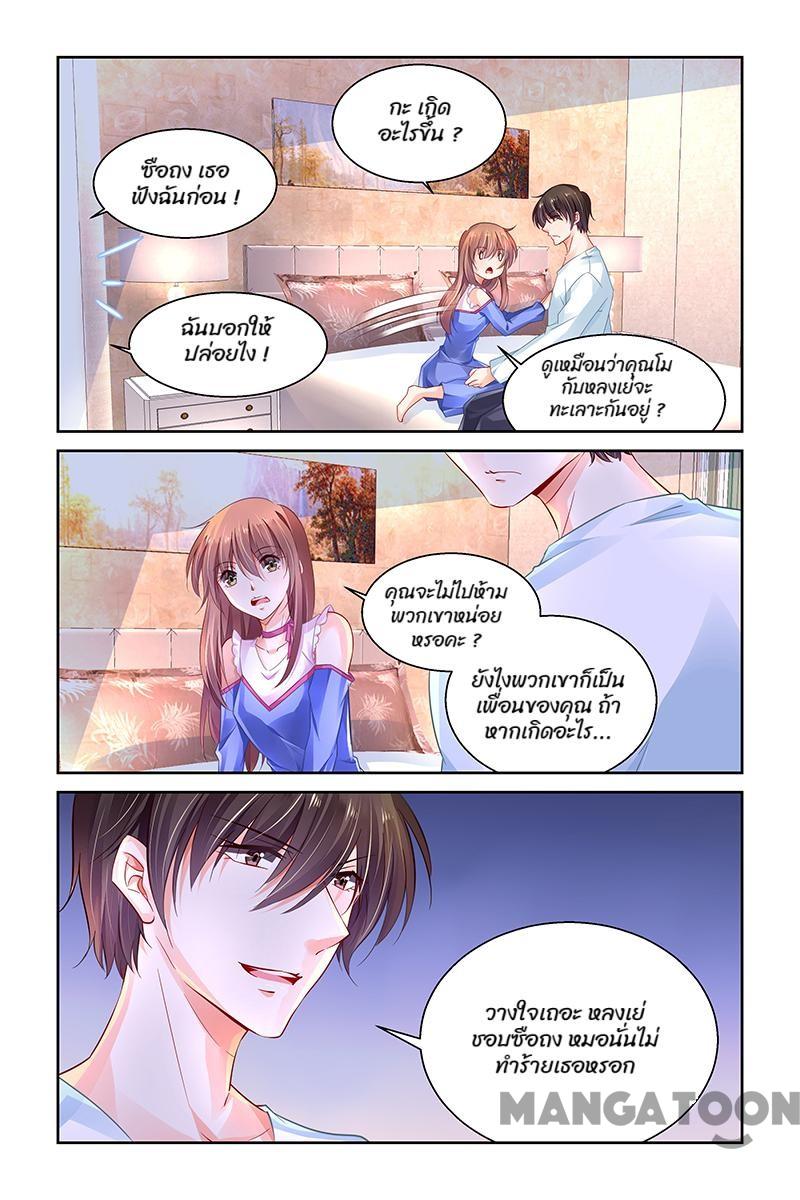 กะ เกิด
อะไรขึ้น ?
ซือถง เธอ
ฟังฉันก่อน !
ฉันบอกให้
ปล่อยไง !
ดูเหมือนว่าคุณโม
กับหลงเย่จะ
ทะเลาะกันอยู่ ?
คุณจะไม่ไปห้าม
พวกเขาหน่อย
หรอคะ ?
ยังไงพวกเขาก็เป็น
เพื่อนของคุณ ถ้า
หากเกิดอะไร...
วางใจเถอะ หลงเย่
ชอบซือถง หมอนั่นไม่
ทำร้ายเธอหรอก
MANGATOON